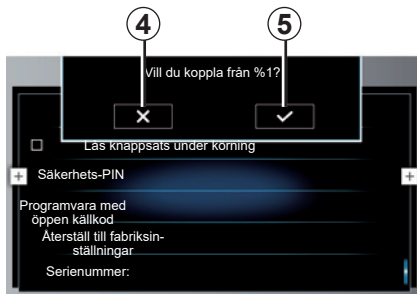 4
5
Vill du koppla från %1?
Lås knappsats under körning
Säkerhets-PIN
Programvara med
öppen källkod
Återställ till fabriksin-
ställningar
Serienummer: